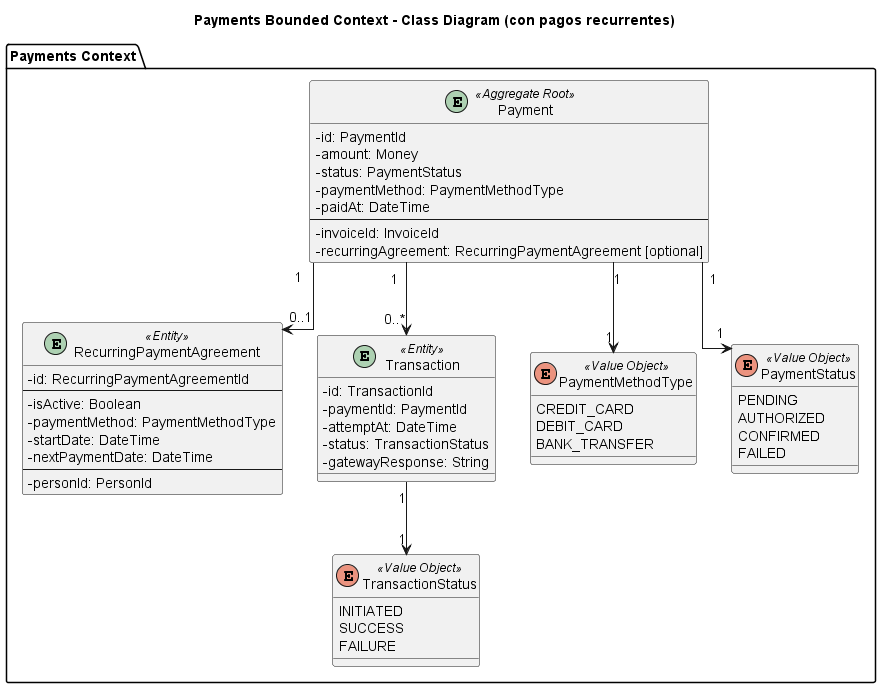 Payments Bounded Context - Class Diagram (con pagos recurrentes)
Payments Context
E
«Aggregate Root»
Payment
-id: PaymentId
-amount: Money
-status: PaymentStatus
-paymentMethod: PaymentMethodType
-paidAt: DateTime
-invoiceId: InvoiceId
-recurringAgreement: RecurringPaymentAgreement [optional]
1
1
1
1
0..1
0..*
1
1
E
«Entity»
RecurringPaymentAgreement
-id: RecurringPaymentAgreementId
-isActive: Boolean
-paymentMethod: PaymentMethodType
-startDate: DateTime
-nextPaymentDate: DateTime
-personId: PersonId
E
«Entity»
Transaction
-id: TransactionId
-paymentId: PaymentId
-attemptAt: DateTime
-status: TransactionStatus
-gatewayResponse: String
E
«Value Object»
PaymentMethodType
CREDIT_CARD
DEBIT_CARD
BANK_TRANSFER
E
«Value Object»
PaymentStatus
PENDING
AUTHORIZED
CONFIRMED
FAILED
1
1
E
«Value Object»
TransactionStatus
INITIATED
SUCCESS
FAILURE